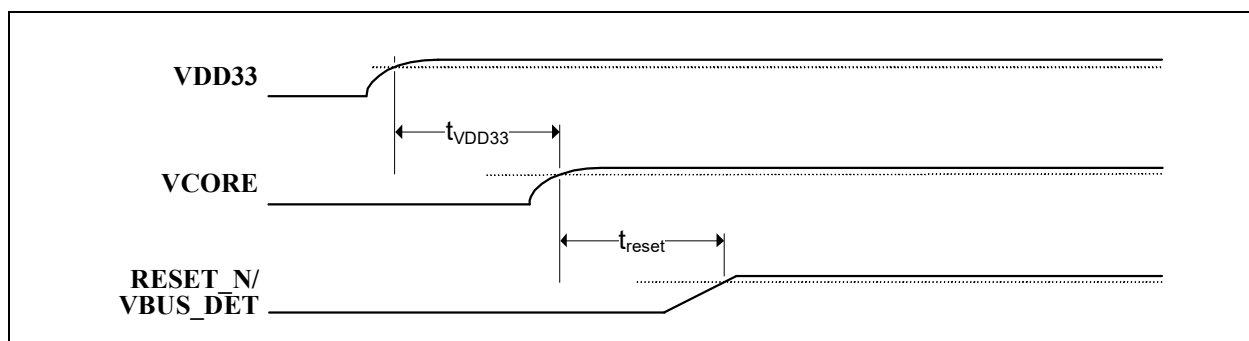 VDD33
tVDD33
VCORE
treset
RESET_N/
VBUS_DET